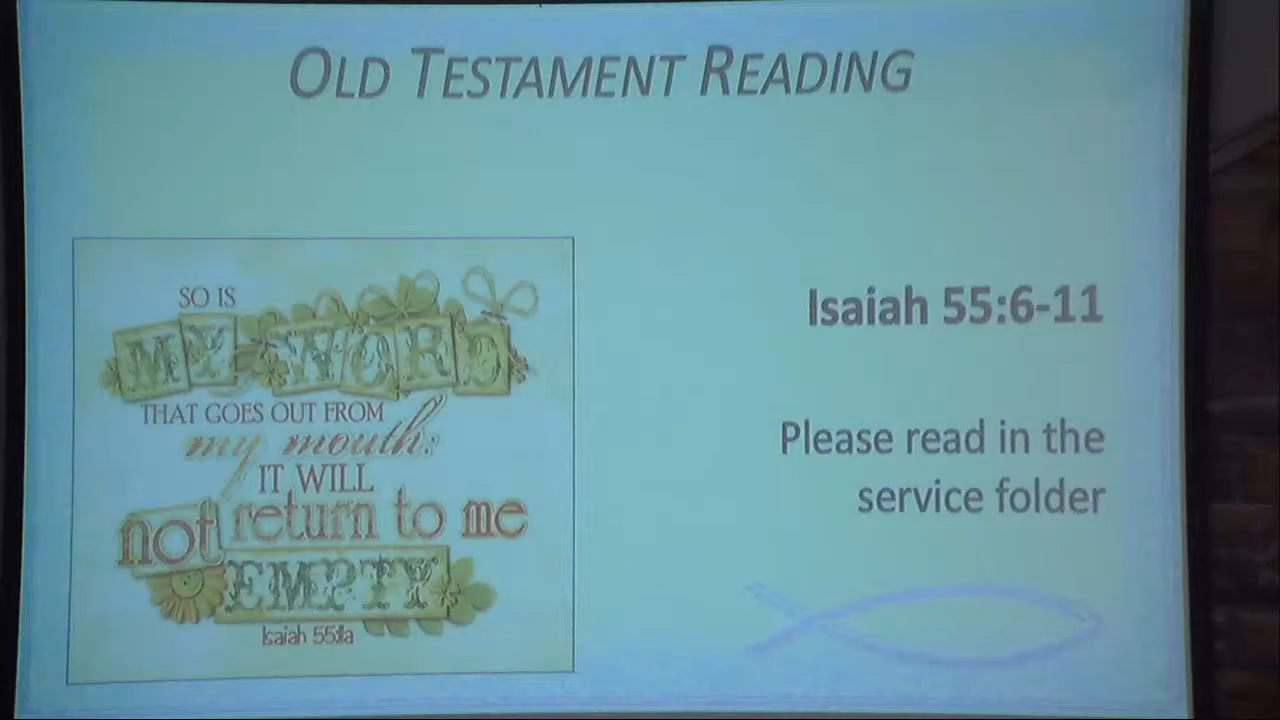 OLD TESTAMENT READING
SO IS
MY WORD
THAT GOES OUT FROM
my mouth:
IT WILL
not return to me
EMPTY
Isaiah 55:11a
Isaiah 55:6-11
Please read in the
service folder